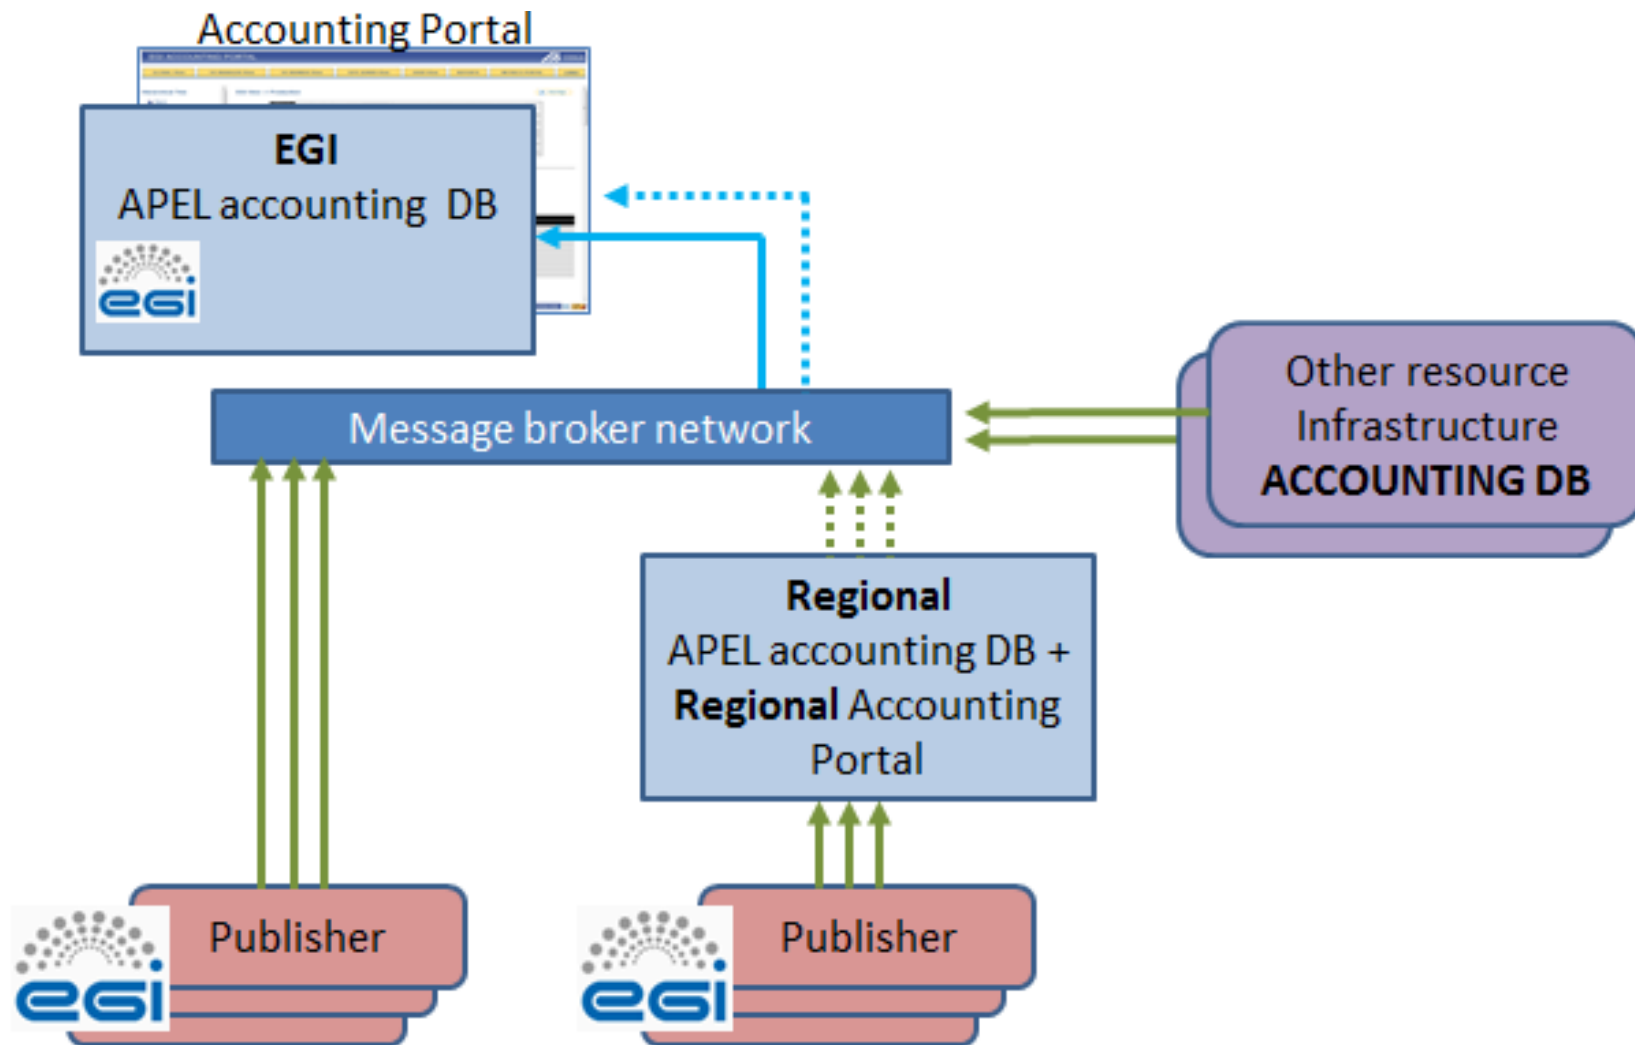 Accounting Portal
EGI
APEL accounting DB
egi
Message broker network
Other resource
Infrastructure
ACCOUNTING DB
Regional
APEL accounting DB +
Regional Accounting
Portal
Publisher
egi
Publisher
egi